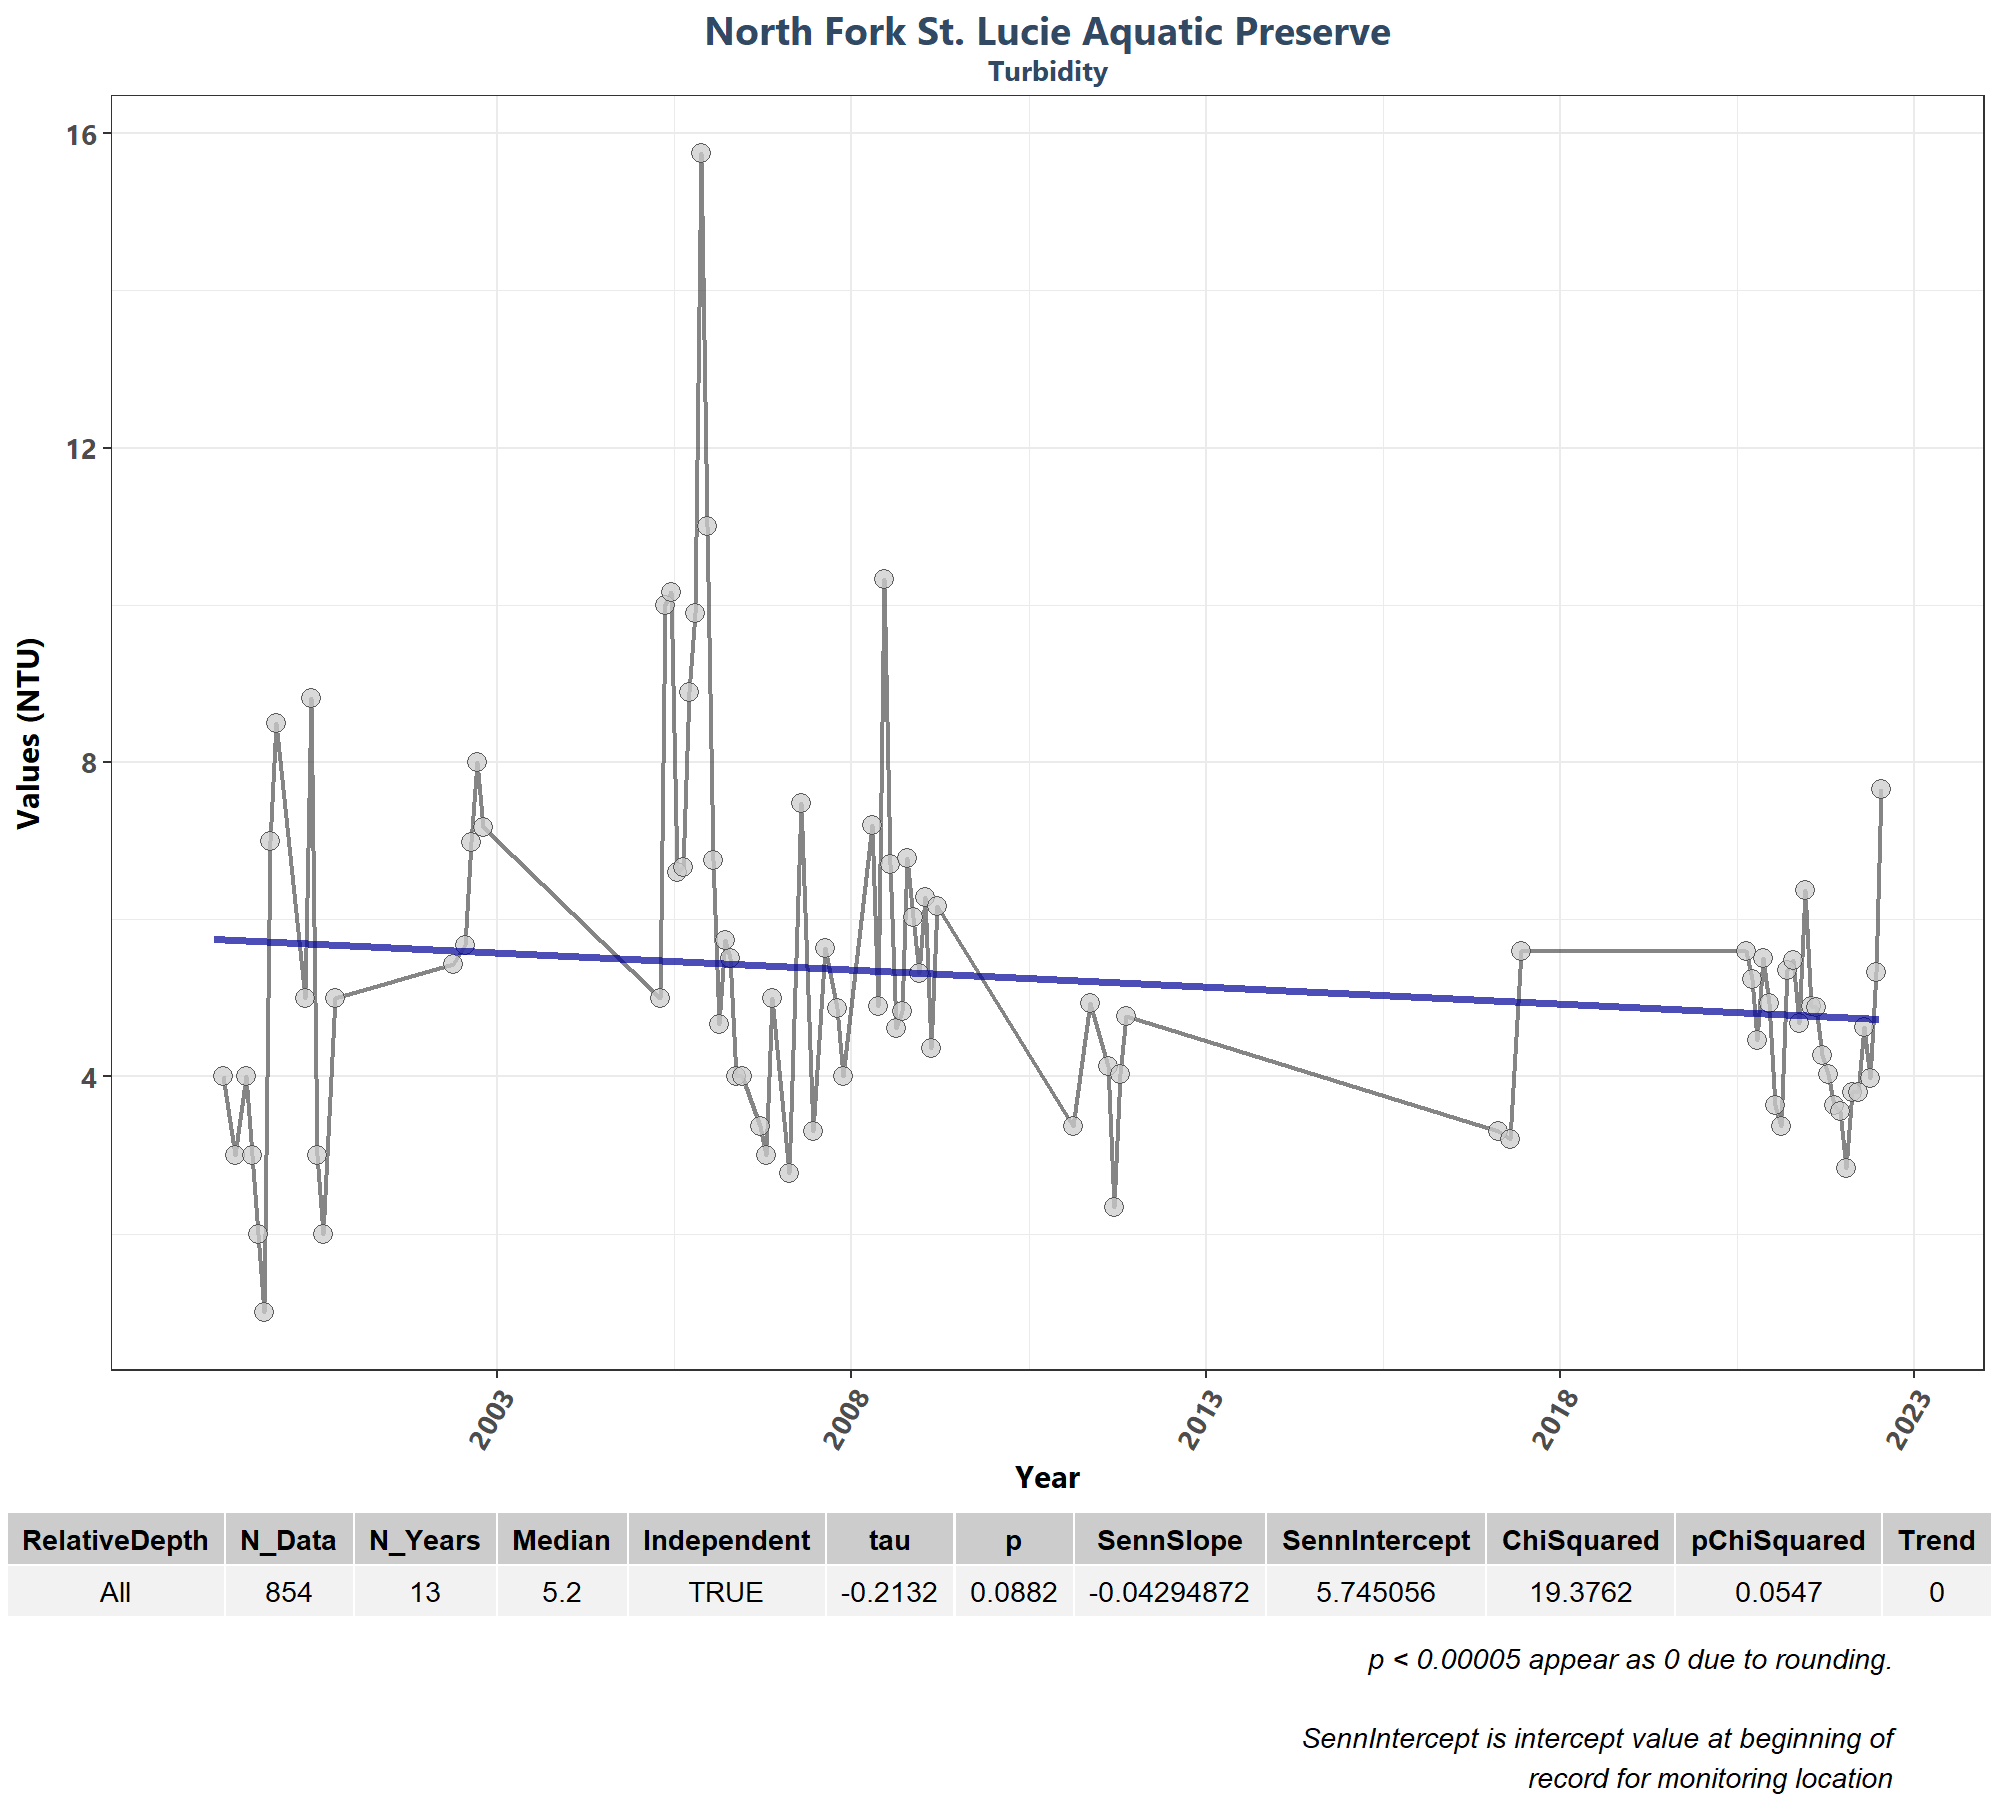 North Fork St. Lucie Aquatic Preserve
Turbidity
16
12
8
4
Values (NTU)
2003 2008 2013 2018 2023
Year
RelativeDepth N_Data N_Years Median Independent tau p SennSlope SennIntercept ChiSquared pChiSquared Trend
All 854 13 5.2 TRUE -0.2132 0.0882 -0.04294872 5.745056 19.3762 0.0547 0
p < 0.00005 appear as 0 due to rounding.
SennIntercept is intercept value at beginning of
record for monitoring location